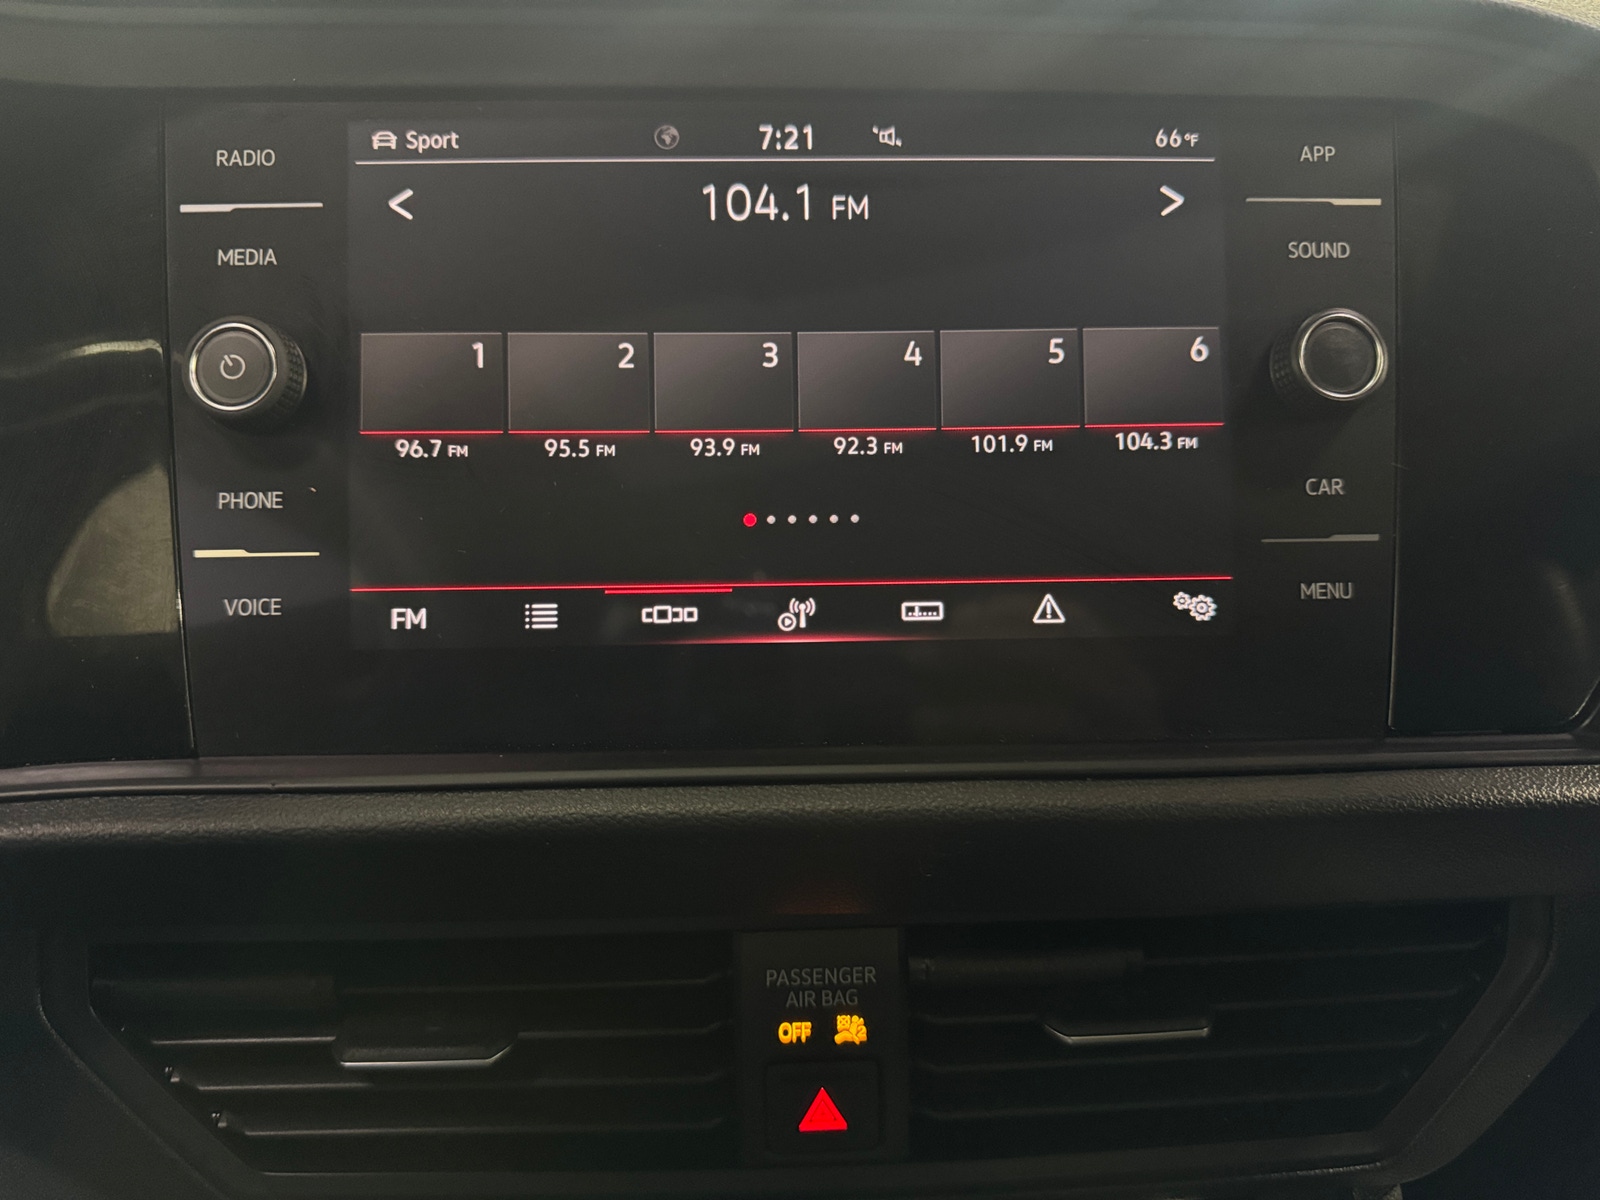 RADIO
MEDIA
PHONE
VOICE
Sport 7:21 66°F
< 104.1 FM >
1 2 3 4 5 6
96.7 FM 95.5 FM 93.9 FM 92.3 FM 101.9 FM 104.3 FM
FM
APP
SOUND
CAR
MENU
PASSENGER
AIR BAG
OFF